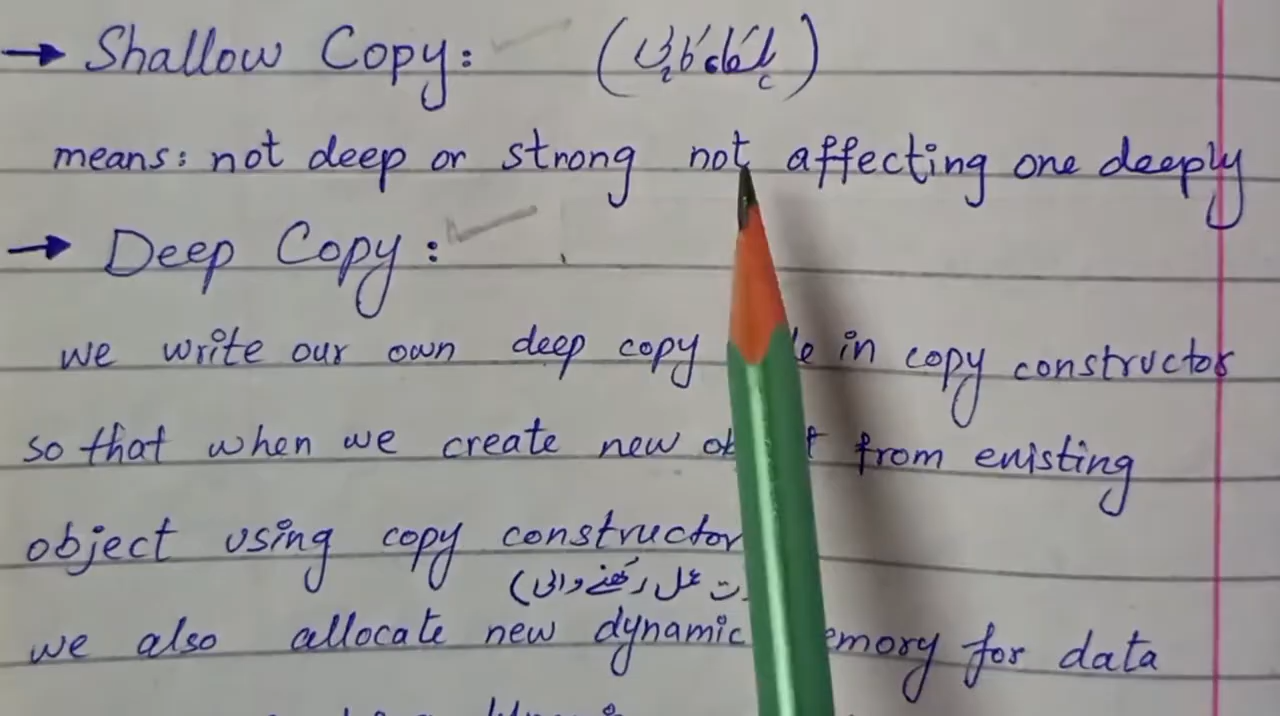 → Shallow Copy:
means: not deep or strong not affecting one deeply
→ Deep Copy:
we write our own deep copy in copy constructor
so that when we create new from enisting
object using copy constructor
we also allocate new dynamic memory for data